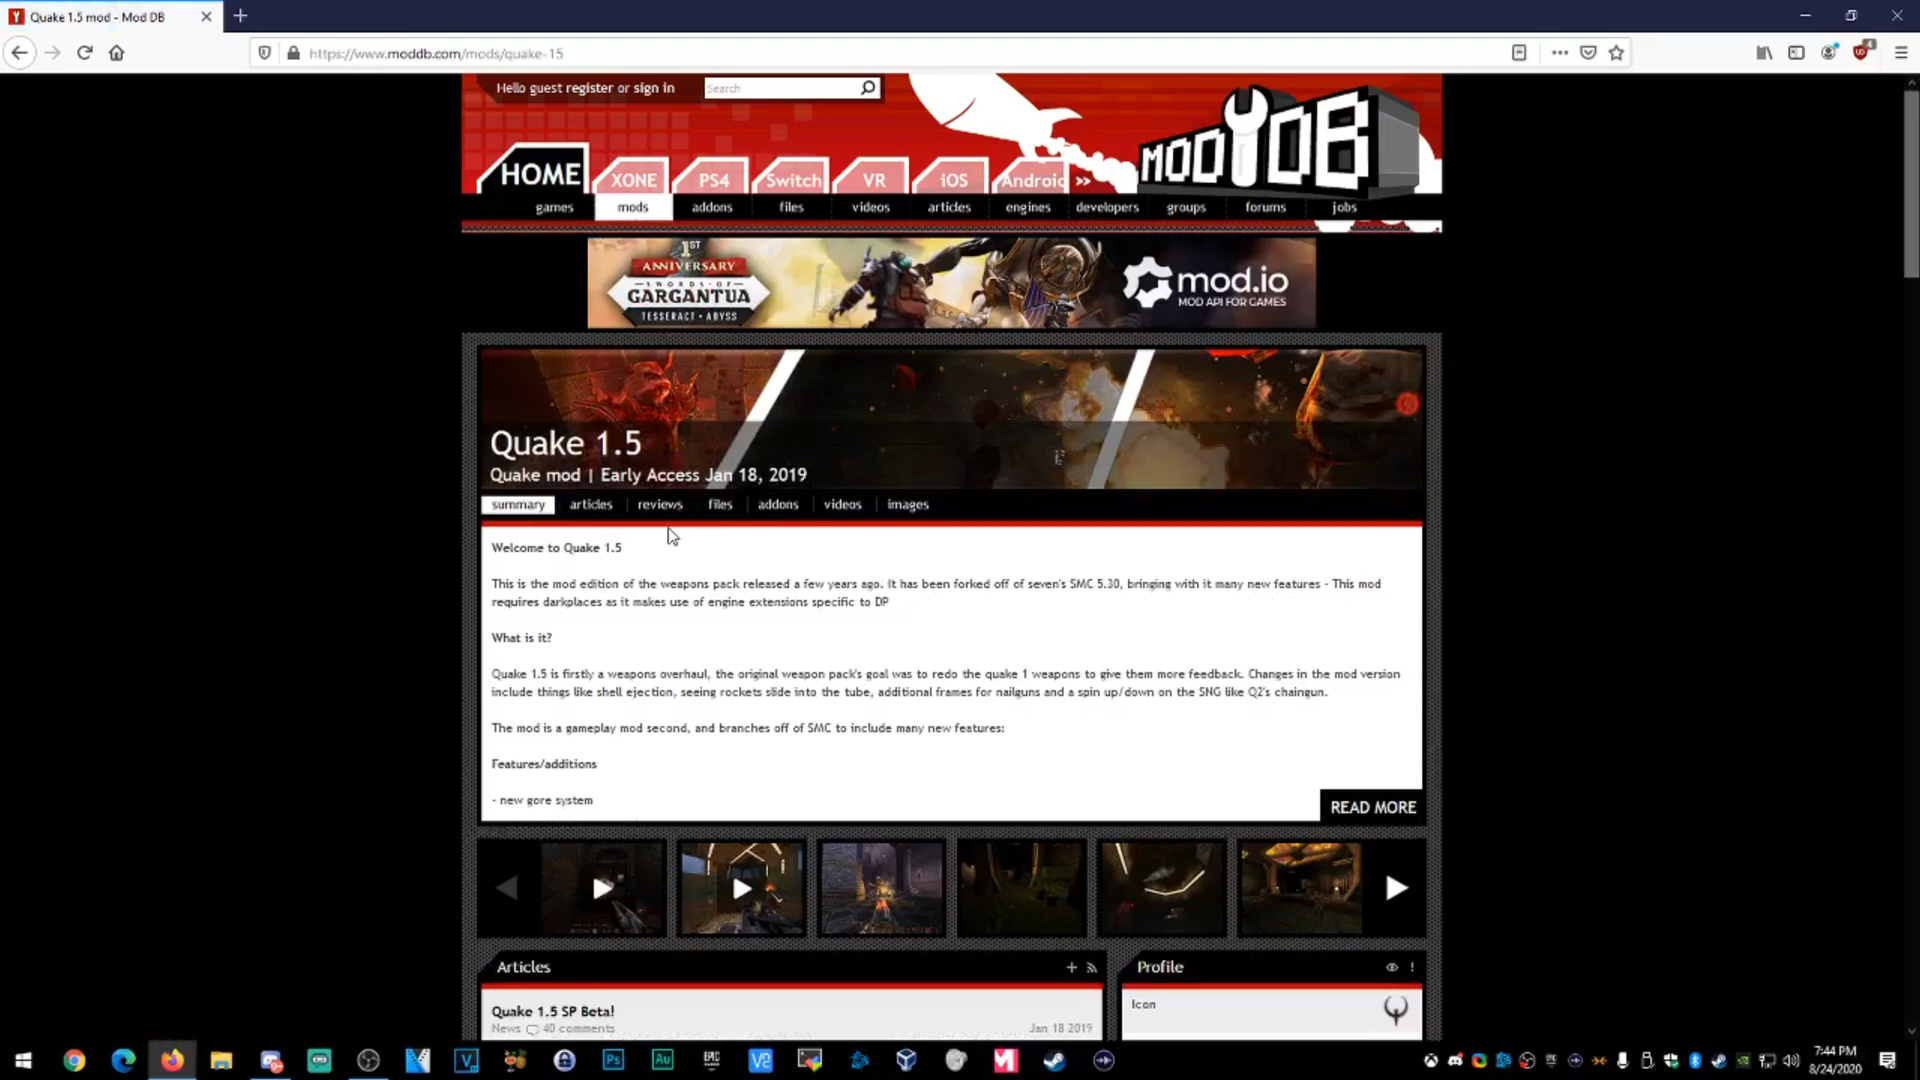 Quake 1.5 mod - Mod DB
https://www.moddb.com/mods/quake-15
4
Hello guest register or sign in
Search
MODDB
HOME XONE PS4 Switch VR iOS Android »
games mods addons files videos articles engines developers groups forums jobs
1ST
ANNIVERSARY
SWORDS OF
GARGANTUA
TESSERACT • ABYSS
mod.io
MOD API FOR GAMES
Quake 1.5
Quake mod | Early Access Jan 18, 2019
summary articles reviews files addons videos images
Welcome to Quake 1.5
This is the mod edition of the weapons pack released a few years ago. It has been forked off of seven's SMC 5.30, bringing with it many new features - This mod
requires darkplaces as it makes use of engine extensions specific to DP
What is it?
Quake 1.5 is firstly a weapons overhaul, the original weapon pack's goal was to redo the quake 1 weapons to give them more feedback. Changes in the mod version
include things like shell ejection, seeing rockets slide into the tube, additional frames for nailguns and a spin up/down on the SNG like Q2's chaingun.
The mod is a gameplay mod second, and branches off of SMC to include many new features:
Features/additions
- new gore system
READ MORE
Articles
Profile
Quake 1.5 SP Beta!
News 40 comments
Jan 18 2019
Icon
Ps
Au
EPIC
7:44 PM
8/24/2020